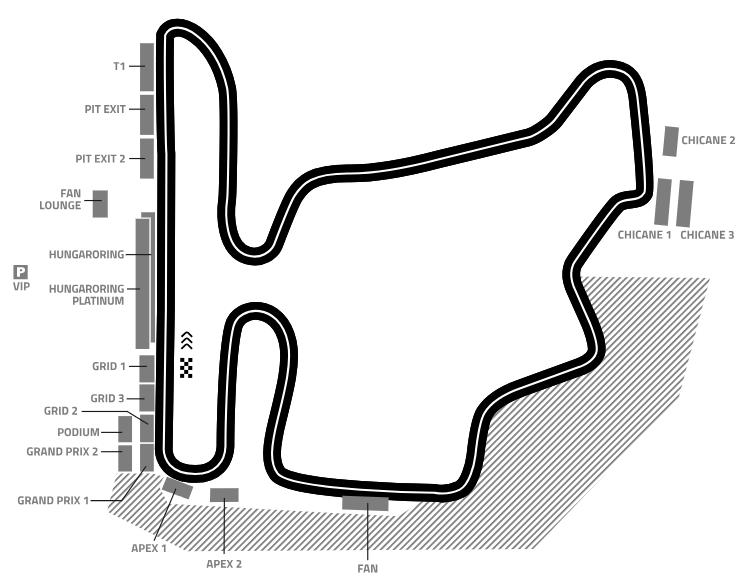 T1
PIT EXIT
PIT EXIT 2
FAN
LOUNGE
HUNGARORING
P
VIP
HUNGARORING
PLATINUM
GRID 1
GRID 3
GRID 2
PODIUM
GRAND PRIX 2
GRAND PRIX 1
APEX 1
APEX 2
FAN
CHICANE 2
CHICANE 1
CHICANE 3